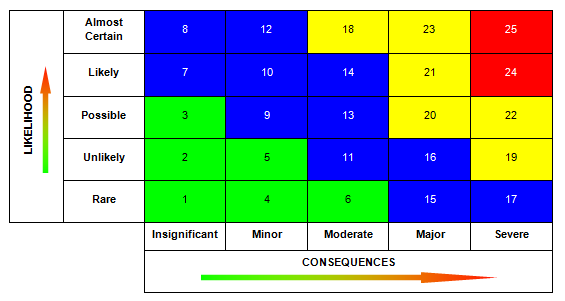 Almost
Certain
8 12 18 23 25
Likely 7 10 14 21 24
LIKELIHOOD
Possible 3 9 13 20 22
Unlikely 2 5 11 16 19
Rare 1 4 6 15 17
Insignificant Minor Moderate Major Severe
CONSEQUENCES